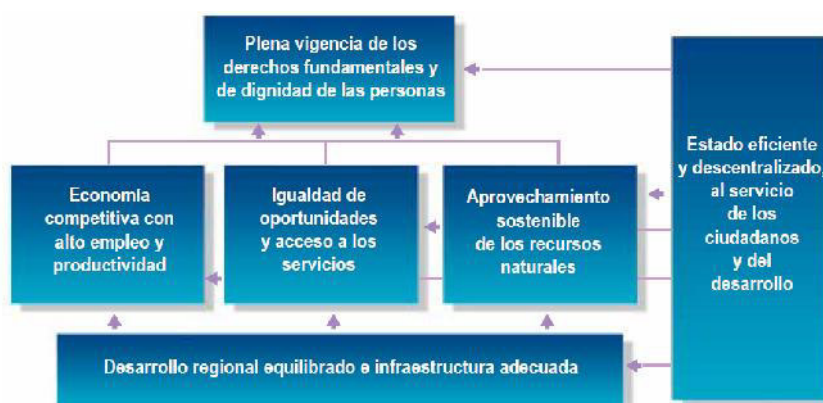 Plena vigencia de los
derechos fundamentales y
de dignidad de las personas
Economía
competitiva con
alto empleo y
productividad
Igualdad de
oportunidades
y acceso a los
servicios
Aprovechamiento
sostenible
de los recursos
naturales
Estado eficiente
y descentralizado,
al servicio
de los
ciudadanos
y del
desarrollo
Desarrollo regional equilibrado e infraestructura adecuada